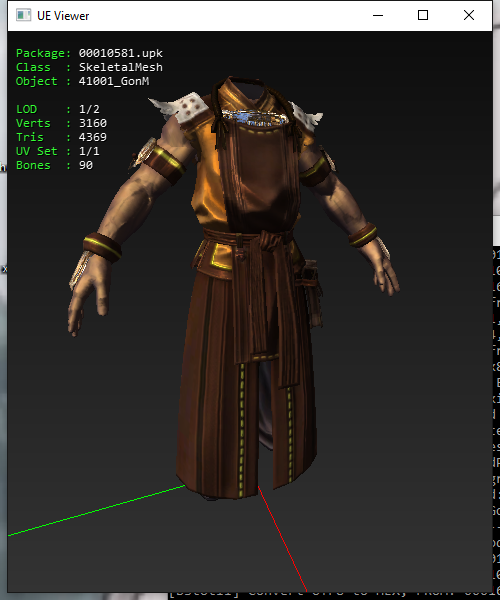 UE Viewer
Package: 00010581.upk
Class : SkeletalMesh
Object : 41001_GonM
LOD : 1/2
Verts : 3160
Tris : 4369
UV Set : 1/1
Bones : 90